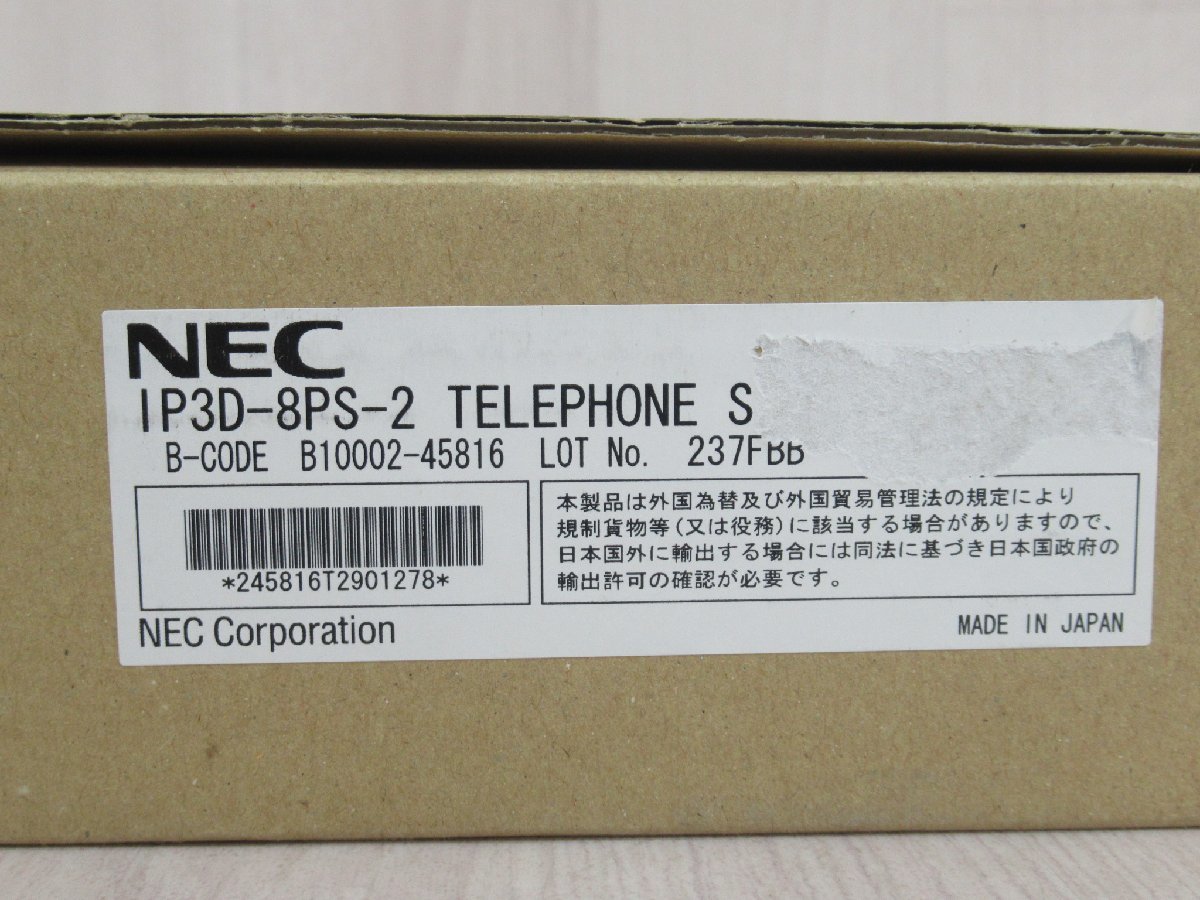 NEC
IP3D-8PS-2 TELEPHONE S
B-CODE B10002-45816 LOT No. 237FBB
*245816T2901278*
本製品は外国為替及び外国貿易管理法の規定により
規制貨物等(又は役務)に該当する場合がありますので、
日本国外に輸出する場合には同法に基づき日本国政府の
輸出許可の確認が必要です。
NEC Corporation
MADE IN JAPAN